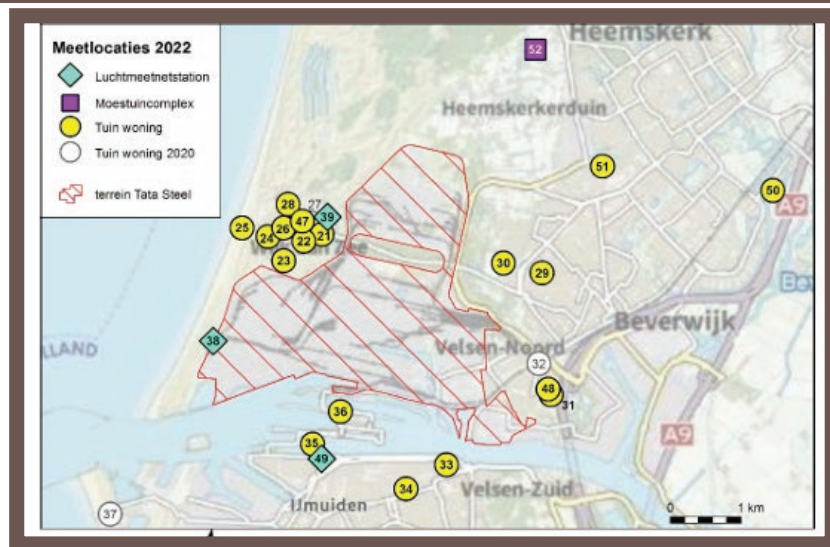 Meetlocaties 2022
Luchtmeetnetstation
Moestuincomplex
Tuin woning
Tuin woning 2020
terrein Tata Steel
Heemskerk
52
Heemskerkerduin
51
50
A9
28
27
39
47
25
26
24
22
21
23
30
29
Beverwijk
38
Velsen-Noord
32
48
31
36
A9
35
49
33
34
Velsen-Zuid
IJmuiden
37
0
1 km